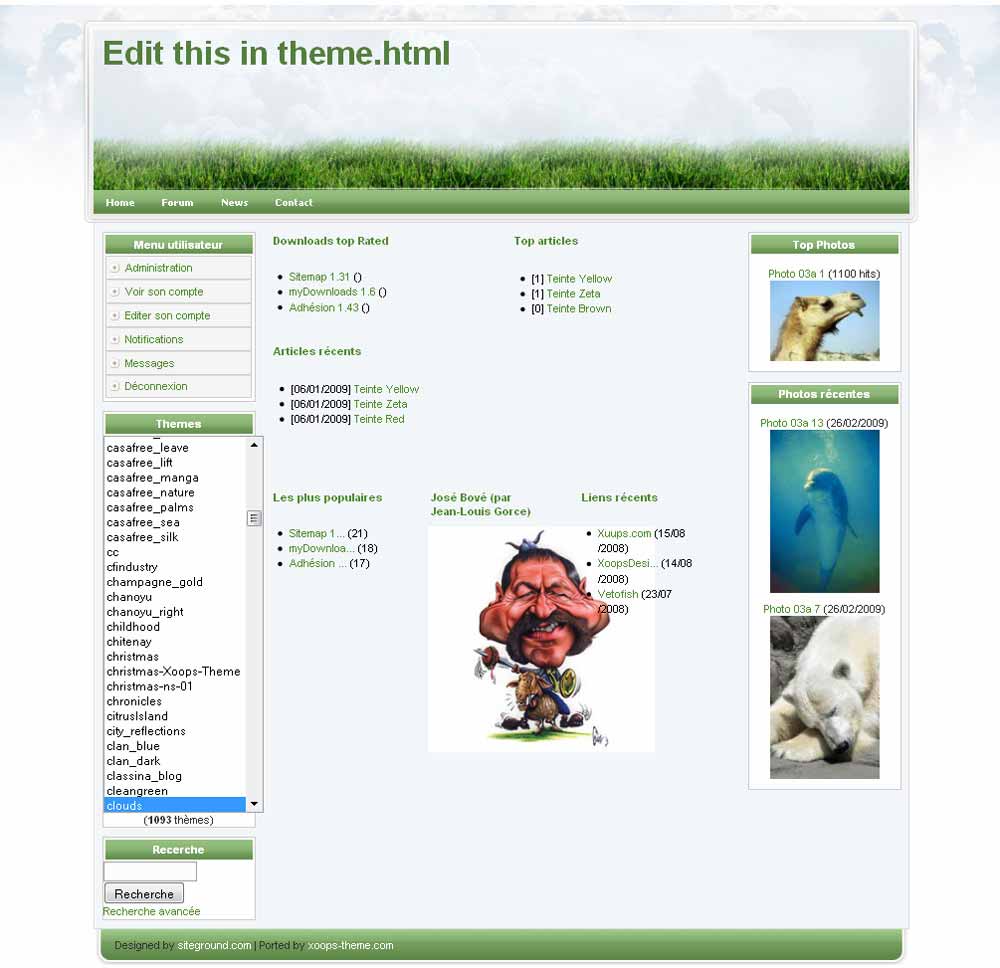 Edit this in theme.html
Home Forum News Contact
Menu utilisateur
Administration
Voir son compte
Editer son compte
Notifications
Messages
Déconnexion
Themes
casafree_leave
casafree_lift
casafree_manga
casafree_nature
casafree_palms
casafree_sea
casafree_silk
cc
cfindustry
champagne_gold
chanoyu
chanoyu_right
childhood
chitenay
christmas
christmas-Xoops-Theme
christmas-ns-01
chronicles
citrusIsland
city_reflections
clan_blue
clan_dark
classina_blog
cleangreen
clouds
(1093 thèmes)
Recerche
Recherche
Recherche avancée
Downloads top Rated
Sitemap 1.31 ()
myDownloads 1.6 ()
Adhésion 1.43 ()
Top articles
[1] Teinte Yellow
[1] Teinte Zeta
[0] Teinte Brown
Articles récents
[06/01/2009] Teinte Yellow
[06/01/2009] Teinte Zeta
[06/01/2009] Teinte Red
Les plus populaires
Sitemap 1... (21)
myDownloa... (18)
Adhésion ... (17)
José Bové (par
Jean-Louis Gorce)
Liens récents
Xuups.com (15/08
/2008)
XoopsDesi... (14/08
/2008)
Vetofish (23/07
/2008)
Top Photos
Photo 03a 1 (1100 hits)
Photos récentes
Photo 03a 13 (26/02/2009)
Photo 03a 7 (26/02/2009)
Designed by siteground.com | Ported by xoops-theme.com